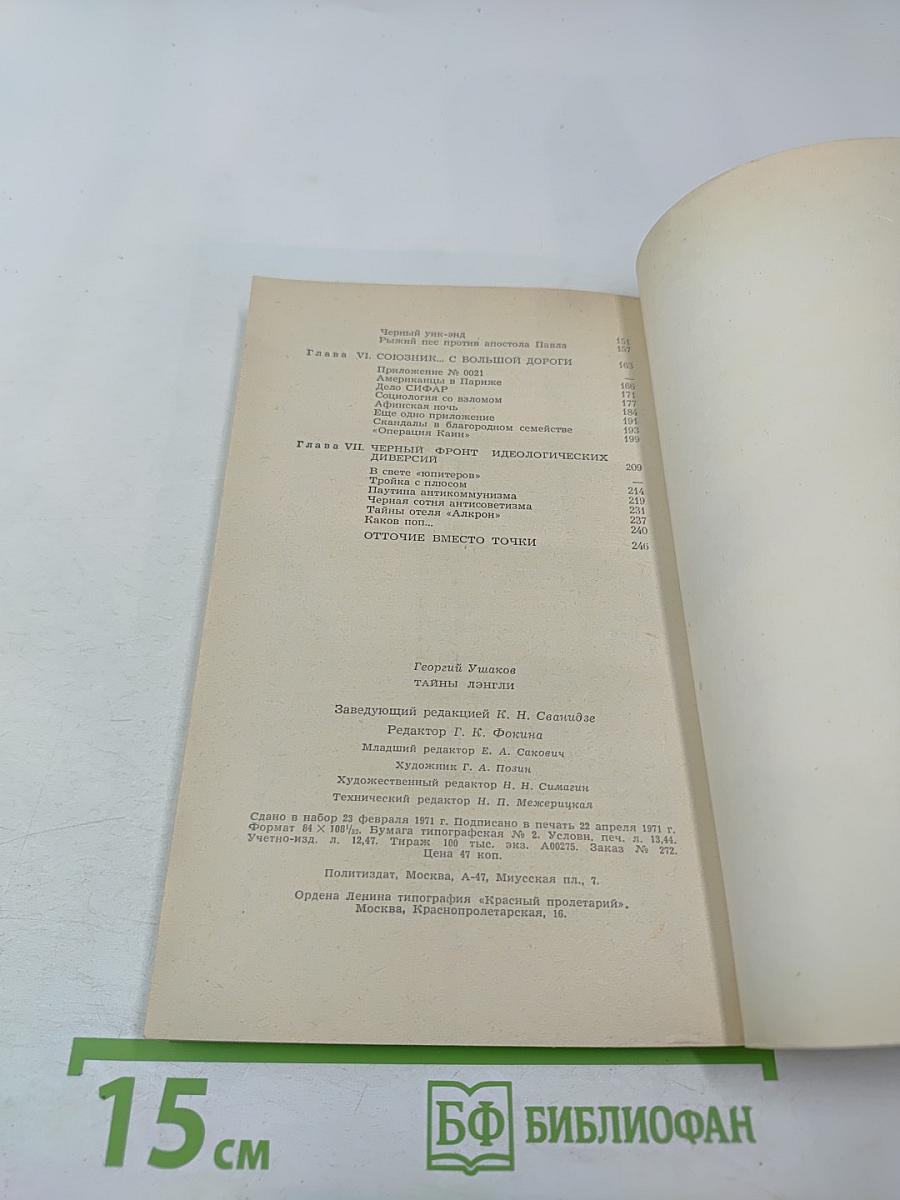 Черный уик-энд 151
Рыжий пес против апостола Павла 157
Глава VI. СОЮЗНИК... С БОЛЬШОЙ ДОРОГИ 163
Приложение № 0021 —
Американцы в Париже 166
Дело СИФАР 171
Социология со взломом 177
Афинская ночь 184
Еще одно приложение 191
Скандалы в благородном семействе 193
«Операция Каин» 199
Глава VII. ЧЕРНЫЙ ФРОНТ ИДЕОЛОГИЧЕСКИХ
ДИВЕРСИЙ 209
В свете «юпитеров» —
Тройка с плюсом 214
Паутина антикоммунизма 219
Черная сотня антисоветизма 231
Тайны отеля «Алкрон» 237
Каков поп... 240
ОТТОЧИЕ ВМЕСТО ТОЧКИ 246
Георгий Ушаков
ТАЙНЫ ЛЭНГЛИ
Заведующий редакцией К. Н. Сванидзе
Редактор Г. К. Фокина
Младший редактор Е. А. Сакович
Художник Г. А. Позин
Художественный редактор Н. Н. Симагин
Технический редактор Н. П. Межерицкая
Сдано в набор 23 февраля 1971 г. Подписано в печать 22 апреля 1971 г.
Формат 84 × 108 1/32. Бумага типографская № 2. Условн. печ. л. 13,44.
Учетно-изд. л. 12,47. Тираж 100 тыс. экз. А00275. Заказ № 272.
Цена 47 коп.
Политиздат, Москва, А-47, Миусская пл., 7.
Ордена Ленина типография «Красный пролетарий».
Москва, Краснопролетарская, 16.
15 см
БФ БИБЛИОФАН